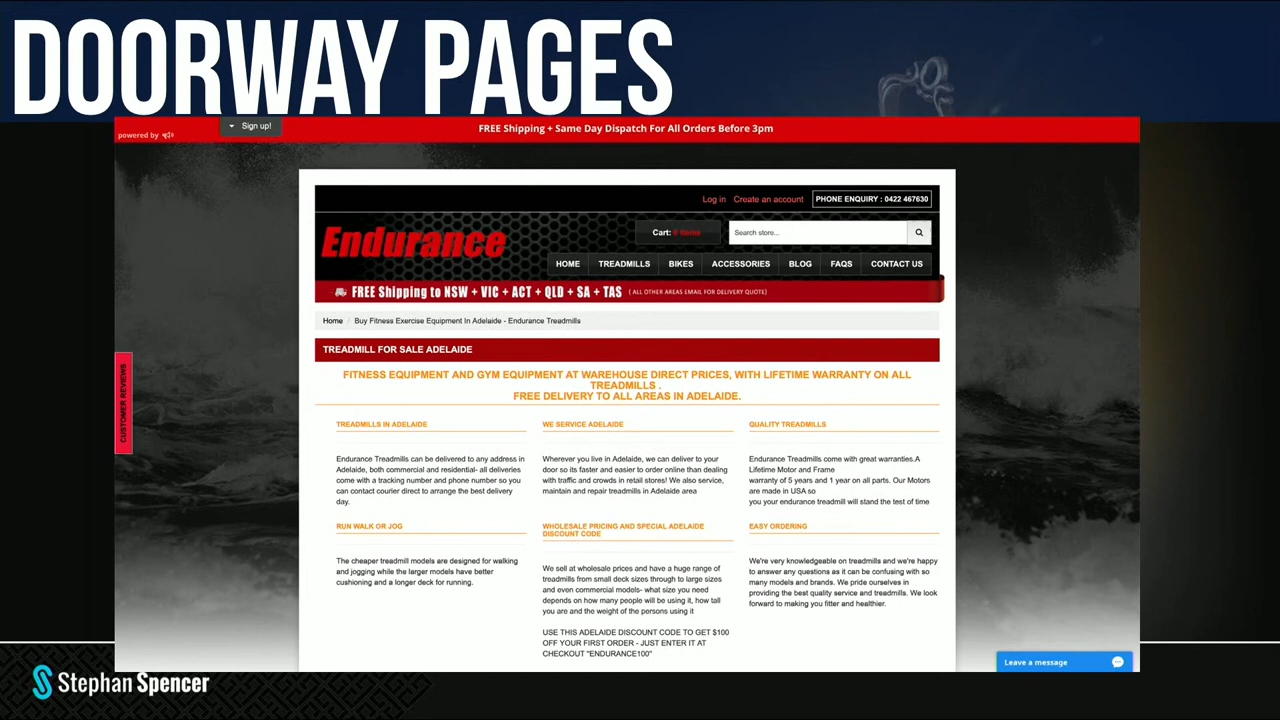 DOORWAY PAGES
powered by
Sign up!
FREE Shipping + Same Day Dispatch For All Orders Before 3pm
Log in Create an account PHONE ENQUIRY : 0422 467630
Endurance
Cart: 0 items
Search store...
HOME TREADMILLS BIKES ACCESSORIES BLOG FAQS CONTACT US
FREE Shipping to NSW + VIC + ACT + QLD + SA + TAS ( ALL OTHER AREAS EMAIL FOR DELIVERY QUOTE)
Home / Buy Fitness Exercise Equipment In Adelaide - Endurance Treadmills
TREADMILL FOR SALE ADELAIDE
FITNESS EQUIPMENT AND GYM EQUIPMENT AT WAREHOUSE DIRECT PRICES, WITH LIFETIME WARRANTY ON ALL
TREADMILLS .
FREE DELIVERY TO ALL AREAS IN ADELAIDE.
CUSTOMER REVIEWS
TREADMILLS IN ADELAIDE
Endurance Treadmills can be delivered to any address in
Adelaide, both commercial and residential- all deliveries
come with a tracking number and phone number so you
can contact courier direct to arrange the best delivery
day.
WE SERVICE ADELAIDE
Wherever you live in Adelaide, we can deliver to your
door so its faster and easier to order online than dealing
with traffic and crowds in retail stores! We also service,
maintain and repair treadmills in Adelaide area
QUALITY TREADMILLS
Endurance Treadmills come with great warranties.A
Lifetime Motor and Frame
warranty of 5 years and 1 year on all parts. Our Motors
are made in USA so
you your endurance treadmill will stand the test of time
RUN WALK OR JOG
The cheaper treadmill models are designed for walking
and jogging while the larger models have better
cushioning and a longer deck for running.
WHOLESALE PRICING AND SPECIAL ADELAIDE
DISCOUNT CODE
We sell at wholesale prices and have a huge range of
treadmills from small deck sizes through to large sizes
and even commercial models- what size you need
depends on how many people will be using it, how tall
you are and the weight of the persons using it
USE THIS ADELAIDE DISCOUNT CODE TO GET $100
OFF YOUR FIRST ORDER - JUST ENTER IT AT
CHECKOUT "ENDURANCE100"
EASY ORDERING
We're very knowledgeable on treadmills and we're happy
to answer any questions as it can be confusing with so
many models and brands. We pride ourselves in
providing the best quality service and treadmills. We look
forward to making you fitter and healthier.
Leave a message
Stephan Spencer